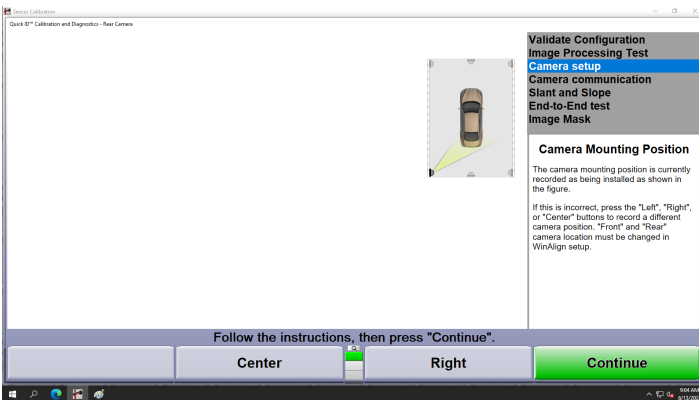 Sensor Calibration
Quick ID™ Calibration and Diagnostics - Rear Camera
Validate Configuration
Image Processing Test
Camera setup
Camera communication
Slant and Slope
End-to-End test
Image Mask
Camera Mounting Position
The camera mounting position is currently
recorded as being installed as shown in
the figure.
If this is incorrect, press the "Left", "Right",
or "Center" buttons to record a different
camera position. "Front" and "Rear"
camera location must be changed in
WinAlign setup.
Follow the instructions, then press "Continue".
Center
Right
Continue
9:04 AM